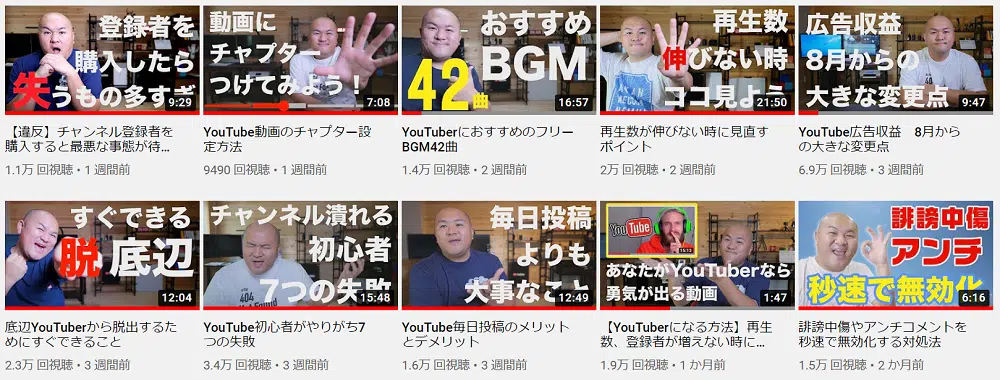 登録者を
購入したら
失うもの多すぎ
9:29
【違反】チャンネル登録者を
購入すると最悪な事態が待...
1.1万 回視聴・1 週間前
動画に
チャプター
つけてみよう！
7:08
YouTube動画のチャプター設
定方法
9490 回視聴・1 週間前
おすすめ
BGM
42曲
16:57
YouTuberにおすすめのフリー
BGM42曲
1.4万 回視聴・2 週間前
再生数
伸びない時
ココ見よう
21:50
再生数が伸びない時に見直す
ポイント
2万 回視聴・2 週間前
広告収益
8月からの
大きな変更点
9:47
YouTube広告収益　8月から
の大きな変更点
6.9万 回視聴・3 週間前
すぐできる
脱底辺
12:04
底辺YouTuberから脱出するた
めにすぐできること
2.3万 回視聴・3 週間前
チャンネル潰れる
初心者
7つの失敗
404
15:48
YouTube初心者がやりがち7
つの失敗
3.4万 回視聴・3 週間前
毎日投稿
よりも
大事なこと
12:49
YouTube毎日投稿のメリット
とデメリット
1.6万 回視聴・3 週間前
YouTube
あなたがYouTuberなら
勇気が出る動画
1:47
【YouTuberになる方法】再生
数、登録者が増えない時に...
1.9万 回視聴・1 か月前
誹謗中傷
アンチ
秒速で無効化
6:16
誹謗中傷やアンチコメントを
秒速で無効化する対処法
1.5万 回視聴・2 か月前